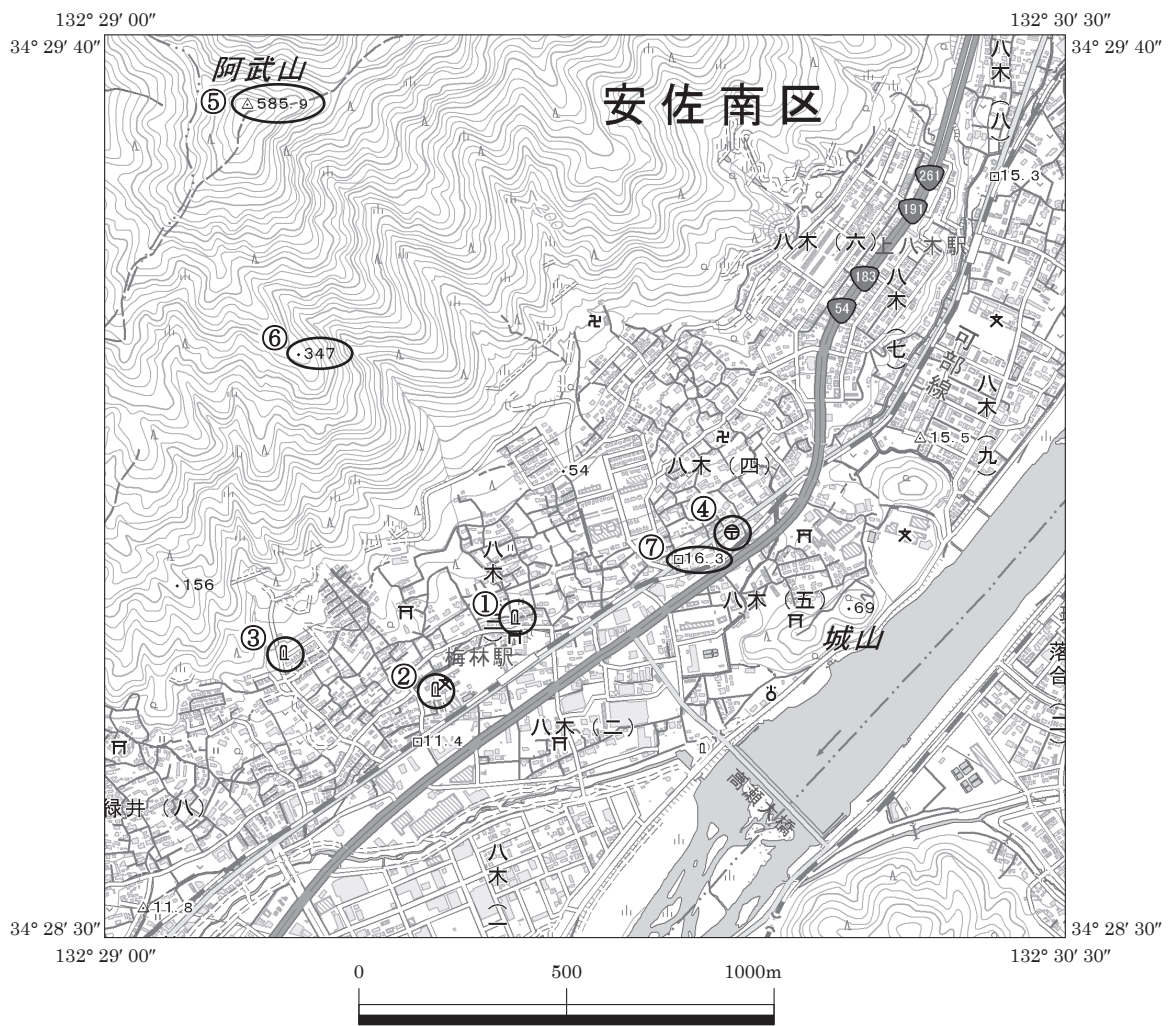 132° 29′ 00″
132° 30′ 30″
34° 29′ 40″
34° 29′ 40″
阿武山
⑤
585.9
安佐南区
八木（八）
261
15.3
191
八木（六）
上八木駅
183
八木（七）
54
200
⑥
347
可部線
八木（九）
15.5
54
八木（四）
④
⑦
16.3
八木
①
156
八木（五）
69
城山
③
梅林駅
②
落合（二）
11.4
八木（二）
高瀬大橋
緑井（八）
八木（一）
11.8
34° 28′ 30″
34° 28′ 30″
132° 29′ 00″
132° 30′ 30″
0
500
1000m